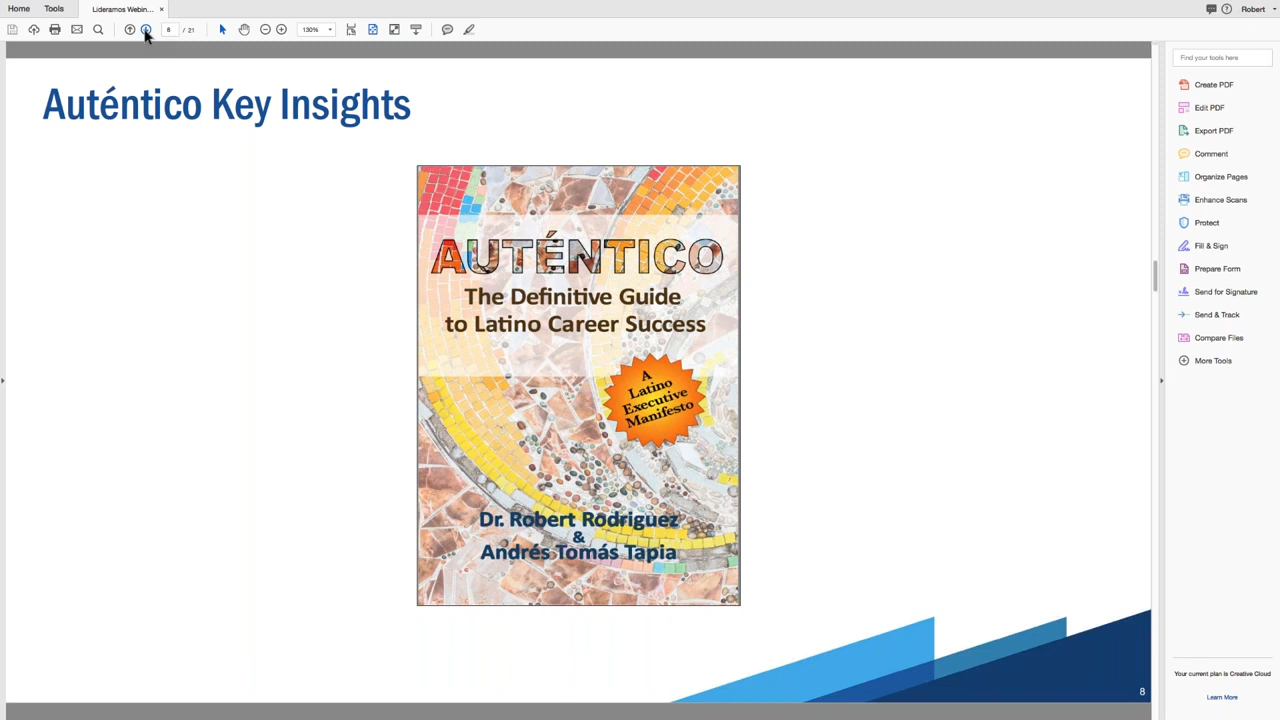 Home
Tools
Lideramos Webin...
×
Robert
8 / 21
130%
Auténtico Key Insights
AUTÉNTICO
The Definitive Guide
to Latino Career Success
A
Latino
Executive
Manifesto
Dr. Robert Rodriguez
&
Andrés Tomás Tapia
8
Find your tools here
Create PDF
Edit PDF
Export PDF
Comment
Organize Pages
Enhance Scans
Protect
Fill & Sign
Prepare Form
Send for Signature
Send & Track
Compare Files
More Tools
Your current plan is Creative Cloud
Learn More